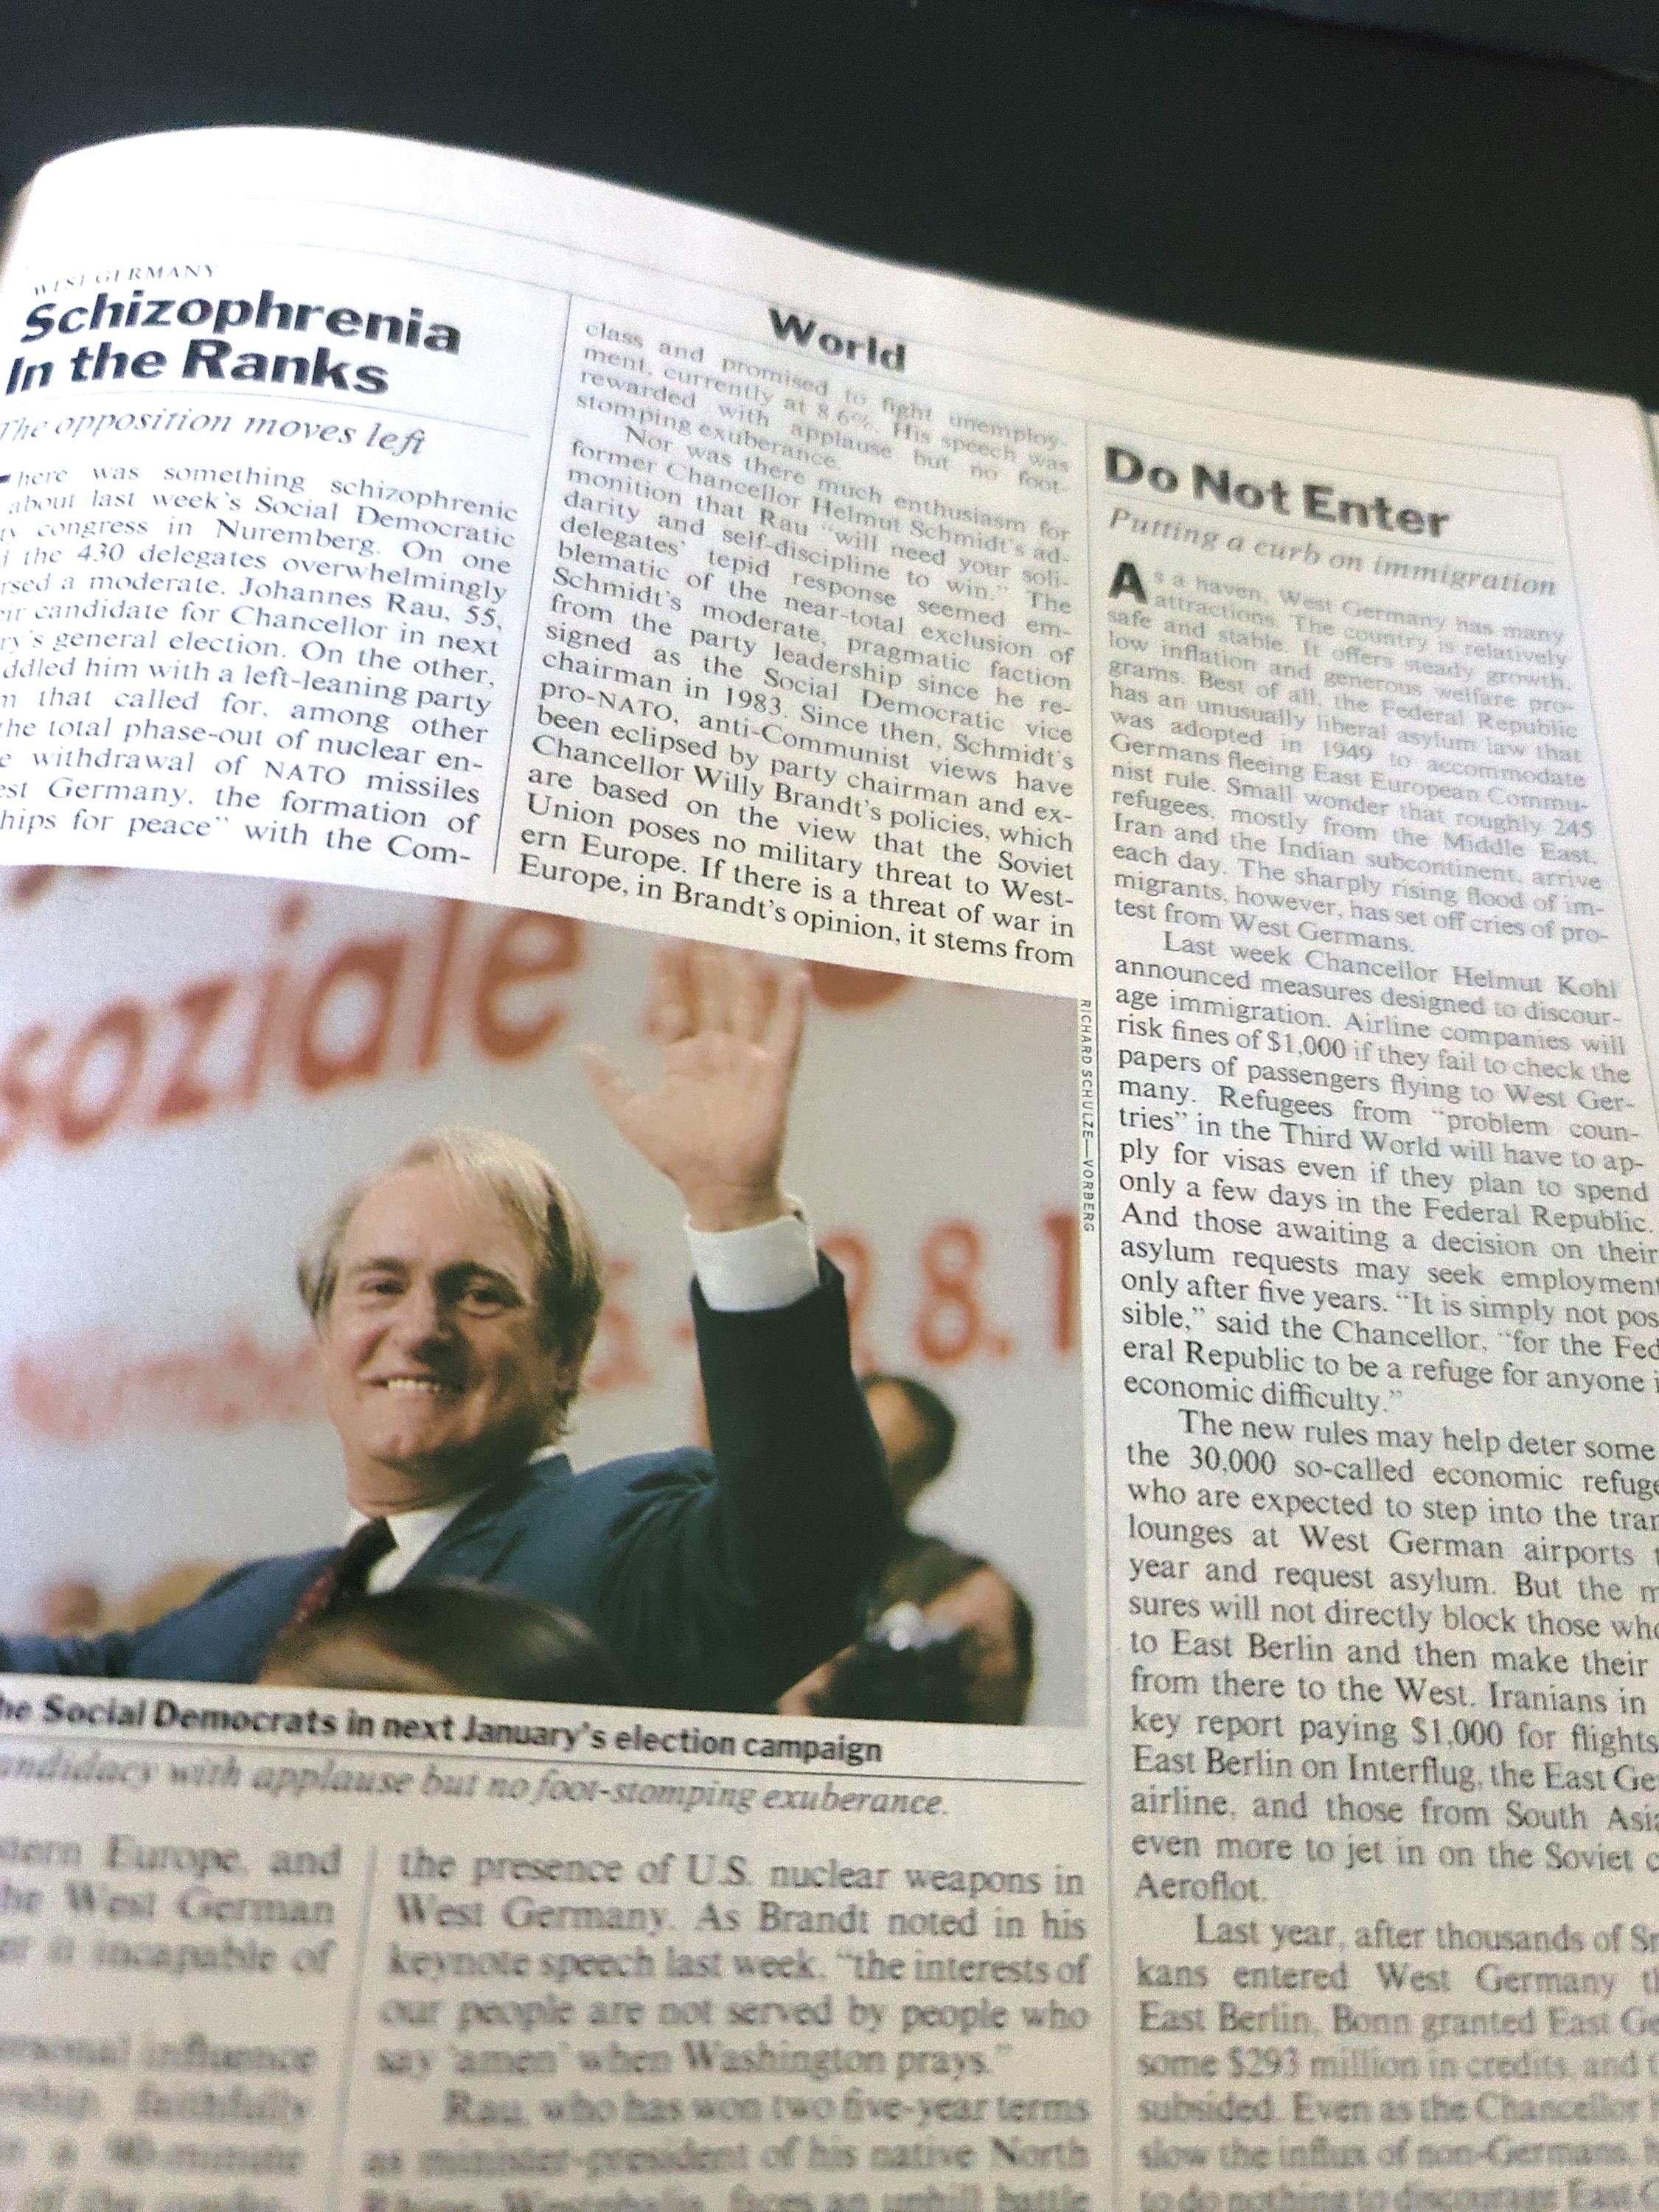 World
WEST GERMANY
Schizophrenia
In the Ranks
The opposition moves left
here was something schizophrenic
about last week's Social Democratic
congress in Nuremberg. On one
the 430 delegates overwhelmingly
a moderate, Johannes Rau, 55,
candidate for Chancellor in next
general election. On the other,
him with a left-leaning party
that called for, among other
the total phase-out of nuclear en-
withdrawal of NATO missiles
Germany, the formation of
for peace" with the Com-
class and promised to fight unemploy-
ment, currently at 8.6%. His speech was
rewarded with applause but no foot-
stomping exuberance.
Nor was there much enthusiasm for
former Chancellor Helmut Schmidt's ad-
monition that Rau "will need your soli-
darity and self-discipline to win." The
delegates' tepid response seemed em-
blematic of the near-total exclusion of
Schmidt's moderate, pragmatic faction
from the party leadership since he re-
signed as the Social Democratic vice
chairman in 1983. Since then, Schmidt's
pro-NATO, anti-Communist views have
been eclipsed by party chairman and ex-
Chancellor Willy Brandt's policies, which
are based on the view that the Soviet
Union poses no military threat to West-
ern Europe. If there is a threat of war in
Europe, in Brandt's opinion, it stems from
soziale
8.1
RICHARD SCHULZE—VORBERG
he Social Democrats in next January's election campaign
andidacy with applause but no foot-stomping exuberance.
stern Europe, and
he West German
it incapable of
influence
faithfully
a 90-minute
the presence of U.S. nuclear weapons in
West Germany. As Brandt noted in his
keynote speech last week, "the interests of
our people are not served by people who
say 'amen' when Washington prays."
Rau, who has won two five-year terms
as minister-president of his native North
Rhine-Westphalia, faces an uphill battle
Do Not Enter
Putting a curb on immigration
As a haven, West Germany has many
attractions. The country is relatively
safe and stable. It offers steady growth,
low inflation and generous welfare pro-
grams. Best of all, the Federal Republic
has an unusually liberal asylum law that
was adopted in 1949 to accommodate
Germans fleeing East European Commu-
nist rule. Small wonder that roughly 245
refugees, mostly from the Middle East,
Iran and the Indian subcontinent, arrive
each day. The sharply rising flood of im-
migrants, however, has set off cries of pro-
test from West Germans.
Last week Chancellor Helmut Kohl
announced measures designed to discour-
age immigration. Airline companies will
risk fines of $1,000 if they fail to check the
papers of passengers flying to West Ger-
many. Refugees from "problem coun-
tries" in the Third World will have to ap-
ply for visas even if they plan to spend
only a few days in the Federal Republic.
And those awaiting a decision on their
asylum requests may seek employment
only after five years. "It is simply not pos
sible," said the Chancellor, "for the Fed
eral Republic to be a refuge for anyone i
economic difficulty."
The new rules may help deter some
the 30,000 so-called economic refuge
who are expected to step into the tran
lounges at West German airports t
year and request asylum. But the m
sures will not directly block those who
to East Berlin and then make their
from there to the West. Iranians in
key report paying $1,000 for flights
East Berlin on Interflug, the East Ge
airline, and those from South Asia
even more to jet in on the Soviet c
Aeroflot.
Last year, after thousands of Sr
kans entered West Germany th
East Berlin, Bonn granted East Ge
some $293 million in credits, and t
subsided. Even as the Chancellor
slow the influx of non-Germans,
to do nothing to discourage East G